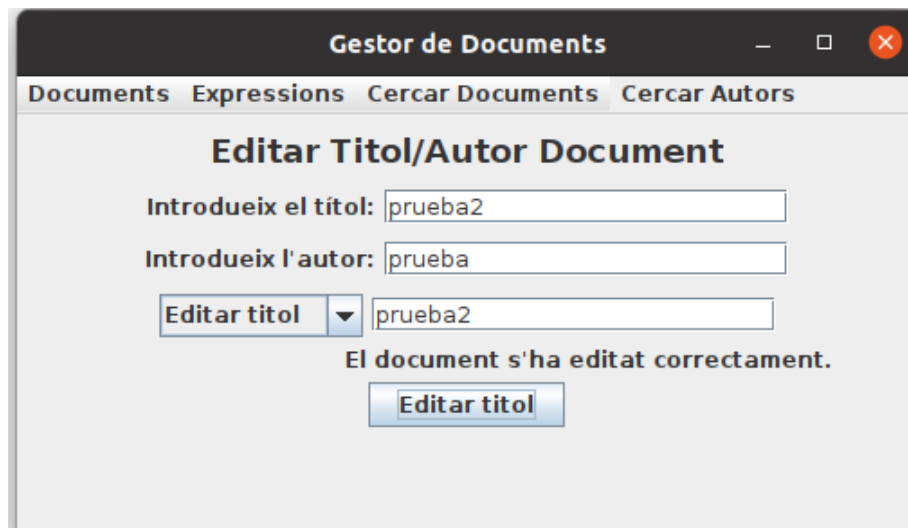 Gestor de Documents
Documents Expressions Cercar Documents Cercar Autors
Editar Titol/Autor Document
Introdueix el títol: prueba2
Introdueix l'autor: prueba
Editar titol prueba2
El document s'ha editat correctament.
Editar titol